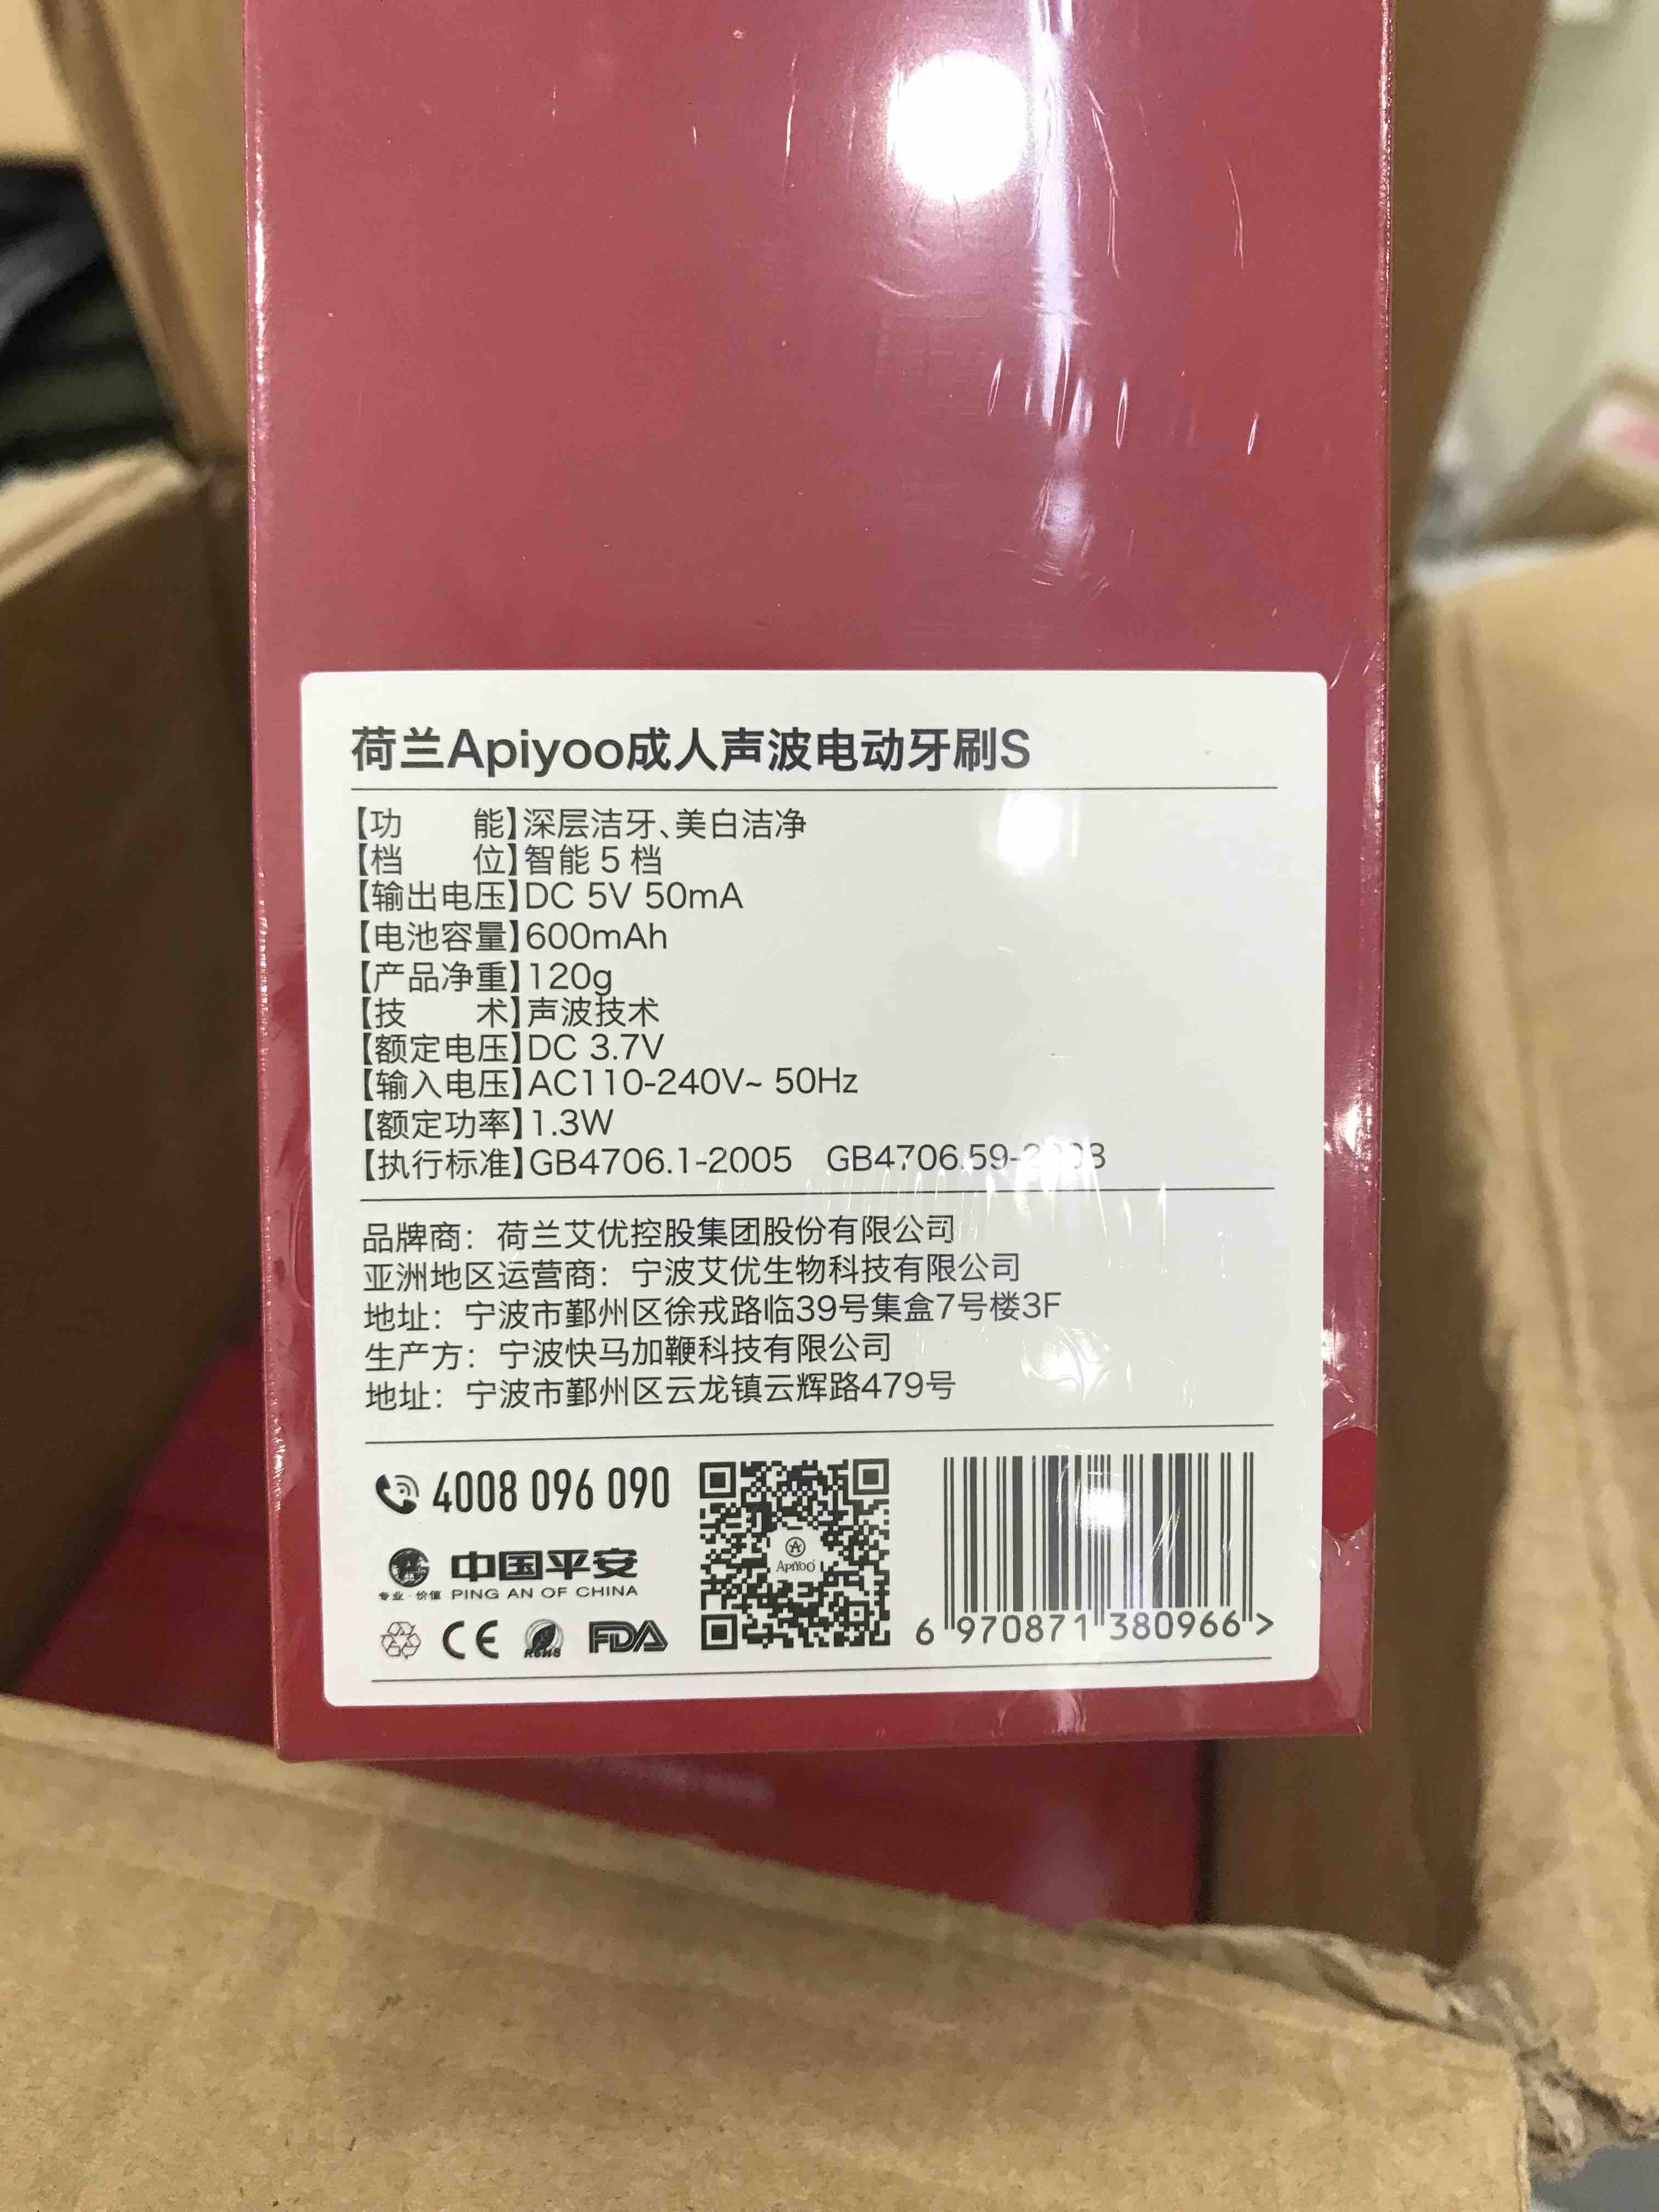 荷兰Apiyoo成人声波电动牙刷S
【功 能】深层洁牙、美白洁净
【档 位】智能 5 档
【输出电压】DC 5V 50mA
【电池容量】600mAh
【产品净重】120g
【技 术】声波技术
【额定电压】DC 3.7V
【输入电压】AC110-240V~ 50Hz
【额定功率】1.3W
【执行标准】GB4706.1-2005 GB4706.59-
品牌商：荷兰艾优控股集团股份有限公司
亚洲地区运营商：宁波艾优生物科技有限公司
地址：宁波市鄞州区徐戎路临39号集盒7号楼3F
生产方：宁波快马加鞭科技有限公司
地址：宁波市鄞州区云龙镇云辉路479号
4008 096 090
中国平安
专业·价值 PING AN OF CHINA
CE RoHS FDA
Apiyoo
6 970871 380966 >